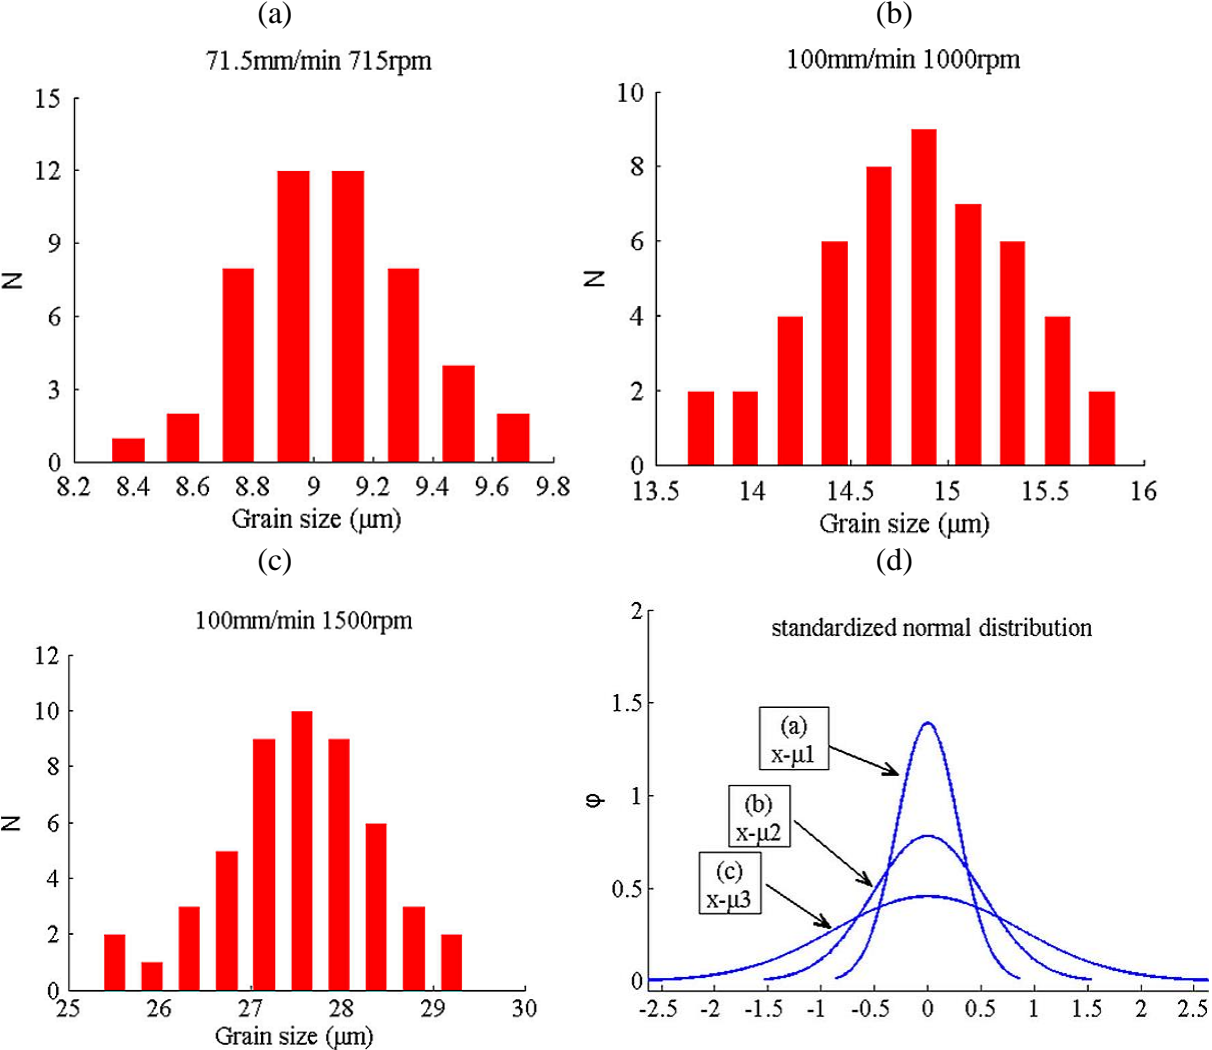 (a)
71.5mm/min 715rpm
15
12
9
6
3
0
N
8.2 8.4 8.6 8.8 9 9.2 9.4 9.6 9.8
Grain size (μm)
(b)
100mm/min 1000rpm
10
8
6
4
2
0
N
13.5 14 14.5 15 15.5 16
Grain size (μm)
(c)
100mm/min 1500rpm
12
10
8
6
4
2
0
N
25 26 27 28 29 30
Grain size (μm)
(d)
standardized normal distribution
2
1.5
1
0.5
0
φ
(a)
x-μ1
(b)
x-μ2
(c)
x-μ3
-2.5 -2 -1.5 -1 -0.5 0 0.5 1 1.5 2 2.5